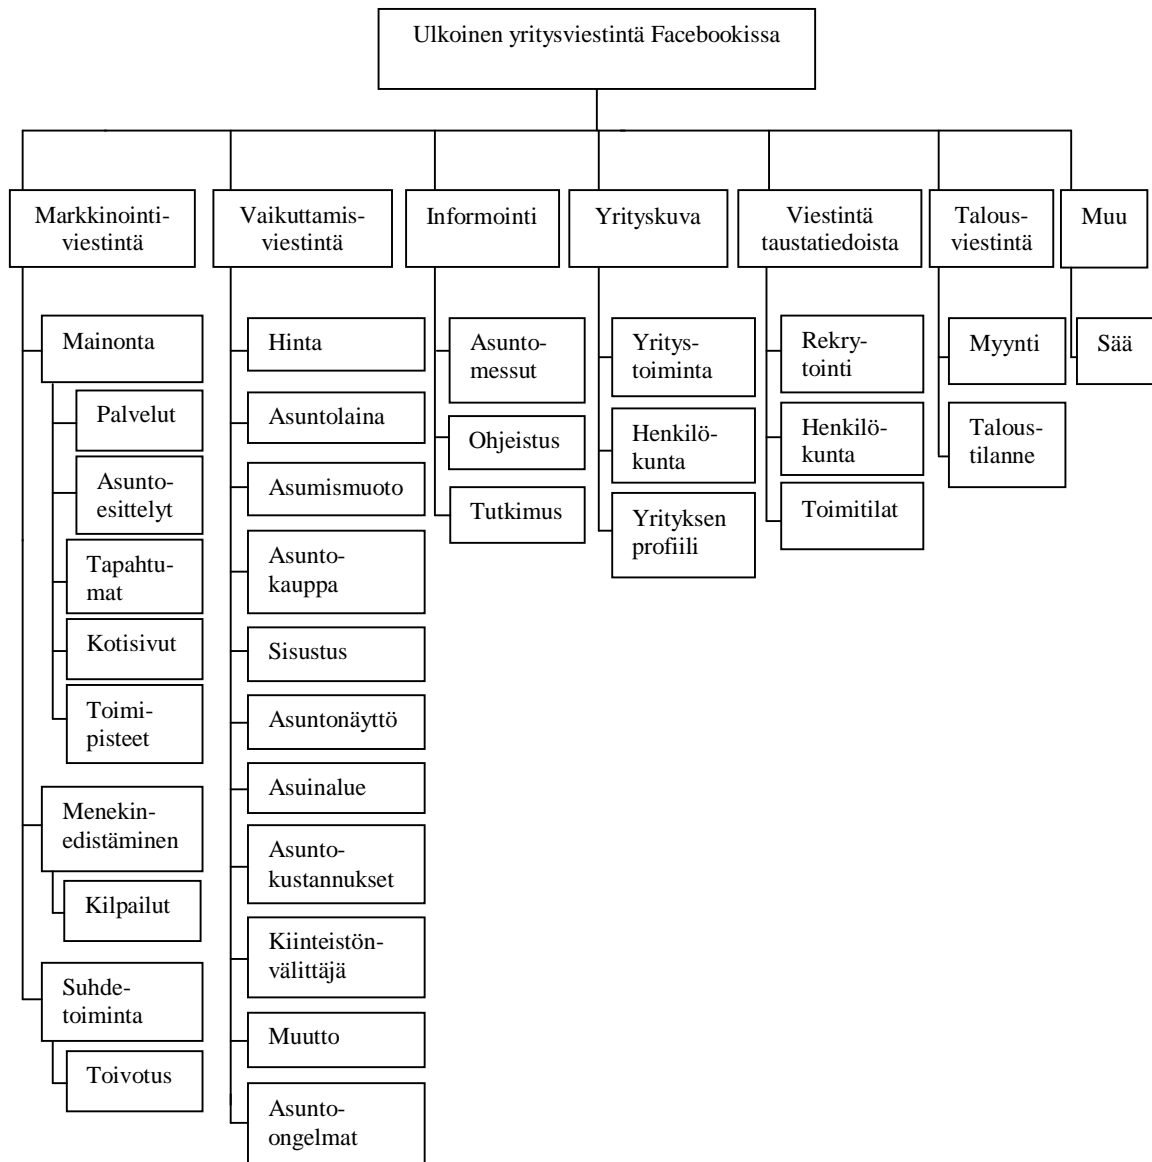 Ulkoinen yritysviestintä Facebookissa
Markkinointi-
viestintä
Vaikuttamis-
viestintä
Informointi
Yrityskuva
Viestintä
taustatiedoista
Talous-
viestintä
Muu
Mainonta
Palvelut
Asunto-
esittelyt
Tapahtu-
mat
Kotisivut
Toimi-
pisteet
Menekin-
edistäminen
Kilpailut
Suhde-
toiminta
Toivotus
Hinta
Asuntolaina
Asumismuoto
Asunto-
kauppa
Sisustus
Asuntonäyttö
Asuinalue
Asunto-
kustannukset
Kiinteistön-
välittäjä
Muutto
Asunto-
ongelmat
Asunto-
messut
Ohjeistus
Tutkimus
Yritys-
toiminta
Henkilö-
kunta
Yrityksen
profiili
Rekry-
tointi
Henkilö-
kunta
Toimitilat
Myynti
Talous-
tilanne
Sää